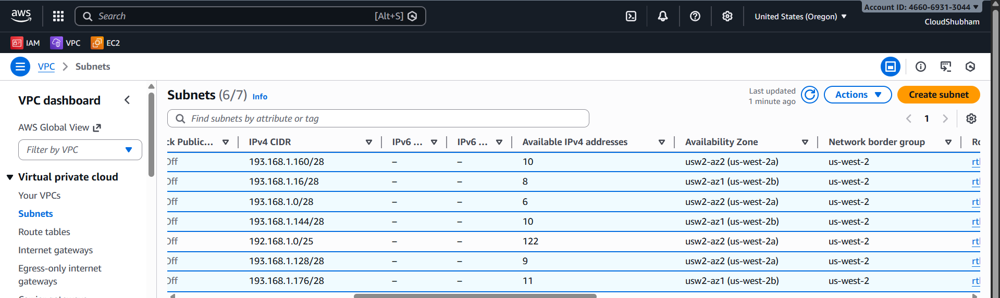 aws
Search [Alt+S]
United States (Oregon)
Account ID: 4660-6931-3044
CloudShubham
IAM VPC EC2
VPC Subnets
VPC dashboard
AWS Global View
Filter by VPC
Virtual private cloud
Your VPCs
Subnets
Route tables
Internet gateways
Egress-only internet
gateways
Subnets (6/7) Info
Last updated
1 minute ago
Actions
Create subnet
Find subnets by attribute or tag
1
ck Public... IPv4 CIDR IPv6 ... IPv6 ... Available IPv4 addresses Availability Zone Network border group
Off 193.168.1.160/28 – – 10 usw2-az2 (us-west-2a) us-west-2
Off 193.168.1.16/28 – – 8 usw2-az1 (us-west-2b) us-west-2
Off 193.168.1.0/28 – – 6 usw2-az2 (us-west-2a) us-west-2
Off 193.168.1.144/28 – – 10 usw2-az1 (us-west-2b) us-west-2
Off 192.168.1.0/25 – – 122 usw2-az2 (us-west-2a) us-west-2
Off 193.168.1.128/28 – – 9 usw2-az2 (us-west-2a) us-west-2
Off 193.168.1.176/28 – – 11 usw2-az1 (us-west-2b) us-west-2